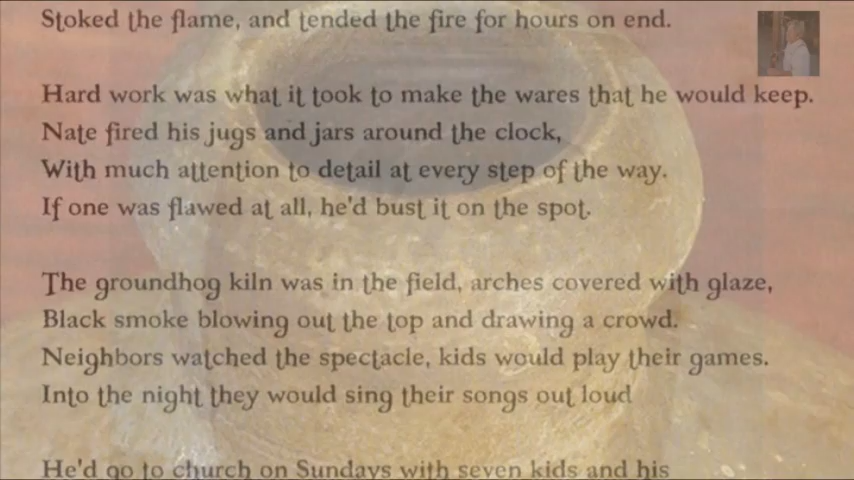 Stoked the flame, and tended the fire for hours on end.
Hard work was what it took to make the wares that he would keep.
Nate fired his jugs and jars around the clock,
With much attention to detail at every step of the way.
If one was flawed at all, he'd bust it on the spot.
The groundhog kiln was in the field, arches covered with glaze,
Black smoke blowing out the top and drawing a crowd.
Neighbors watched the spectacle, kids would play their games.
Into the night they would sing their songs out loud
He'd go to church on Sundays with seven kids and his